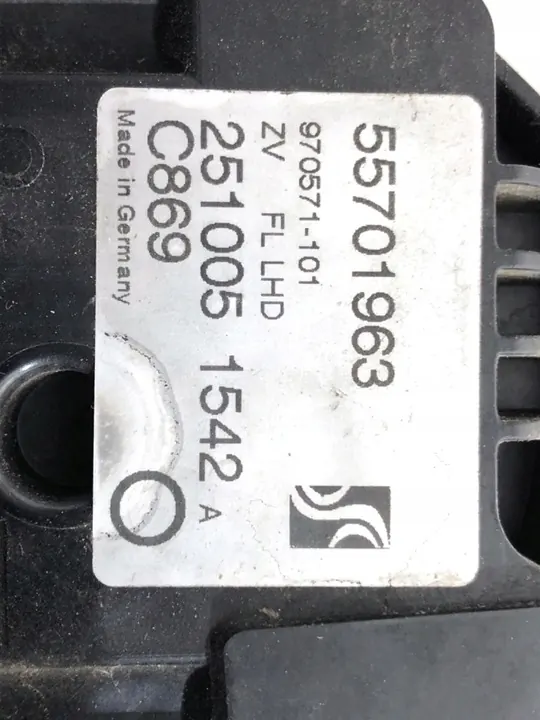 55701963
970571-101
ZV FL LHD
251005 1542 A
C869
Made in Germany